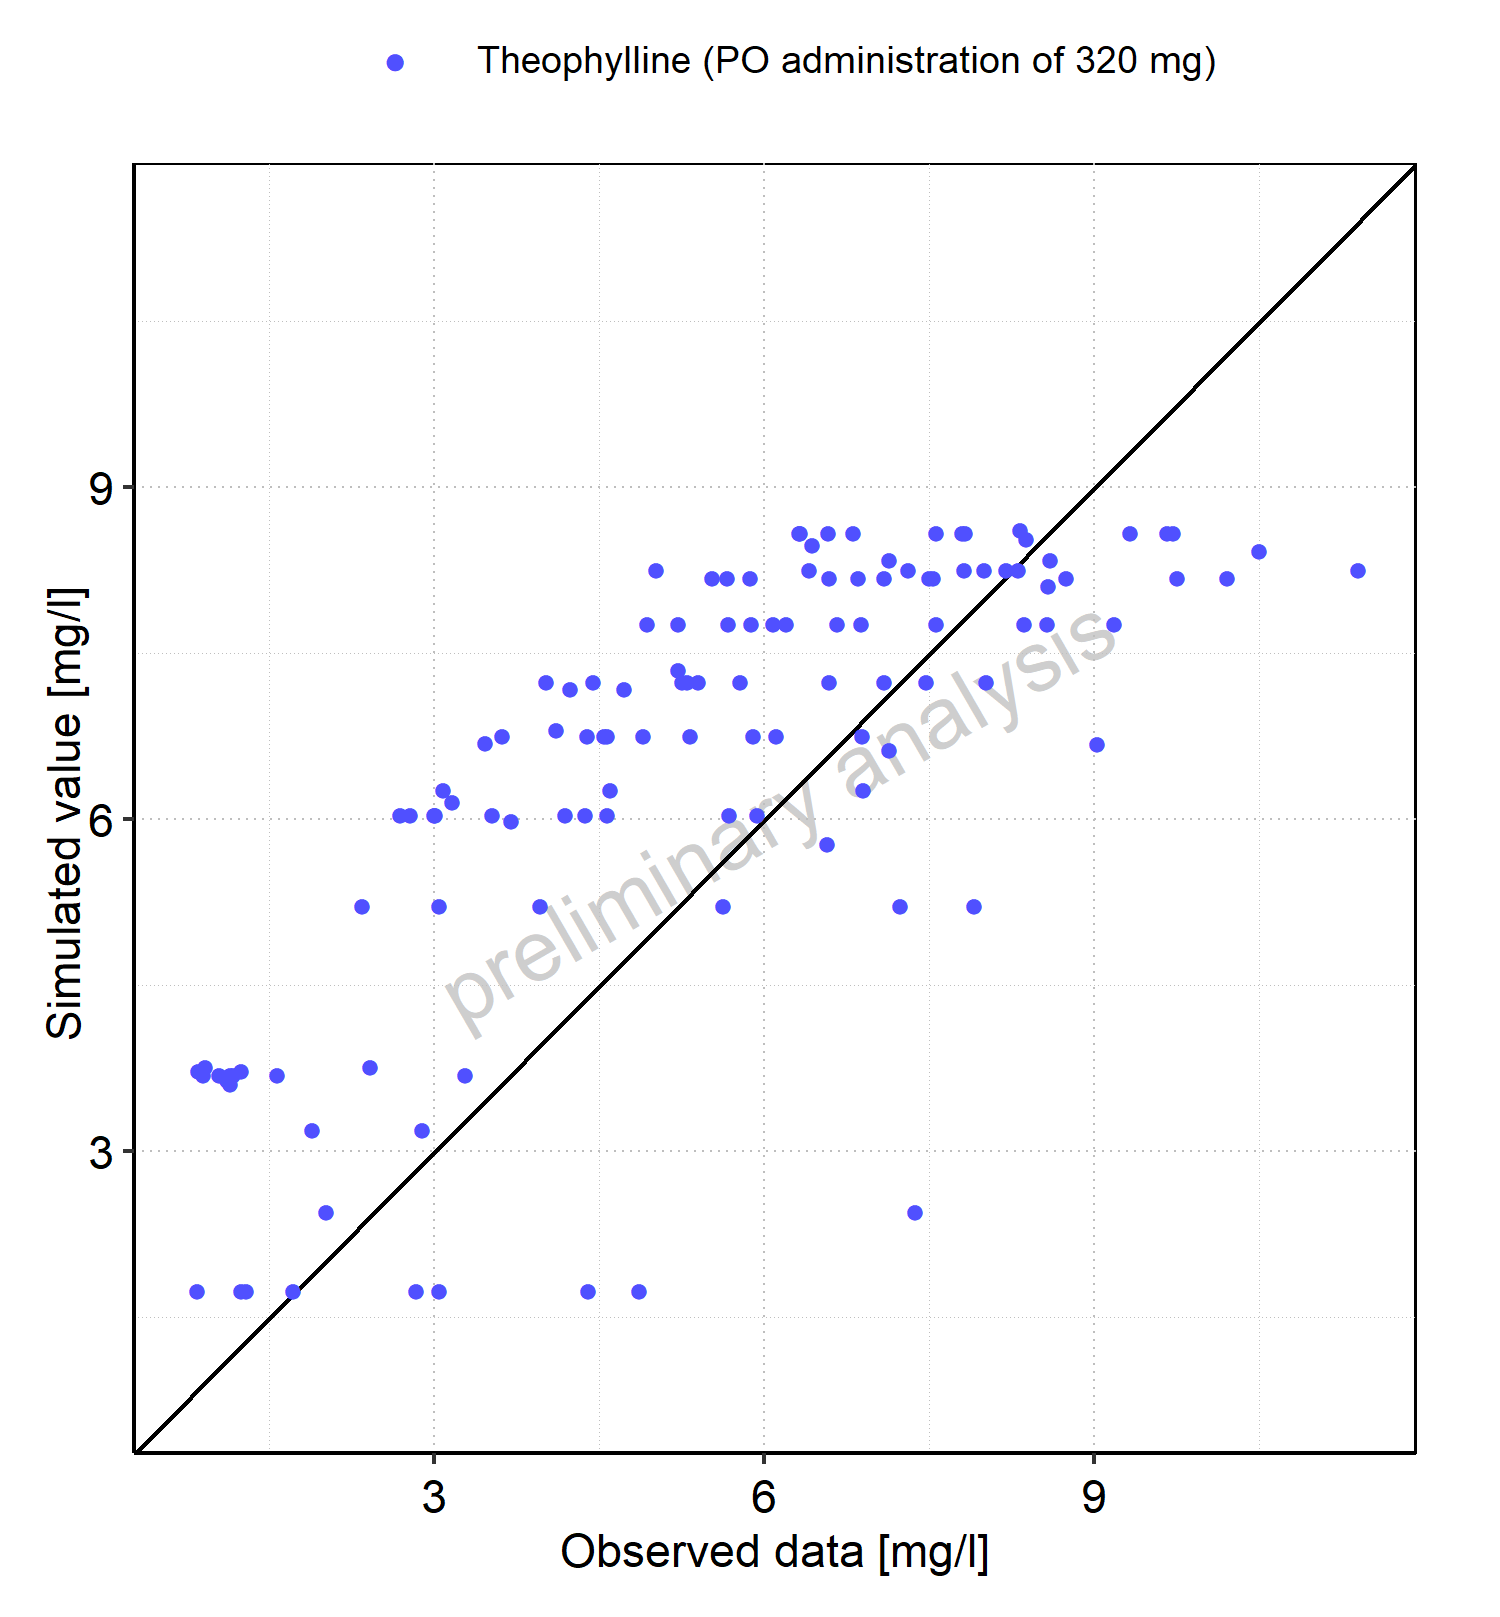 Theophylline (PO administration of 320 mg)
9
6
3
Simulated value [mg/l]
preliminary analysis
3 6 9
Observed data [mg/l]